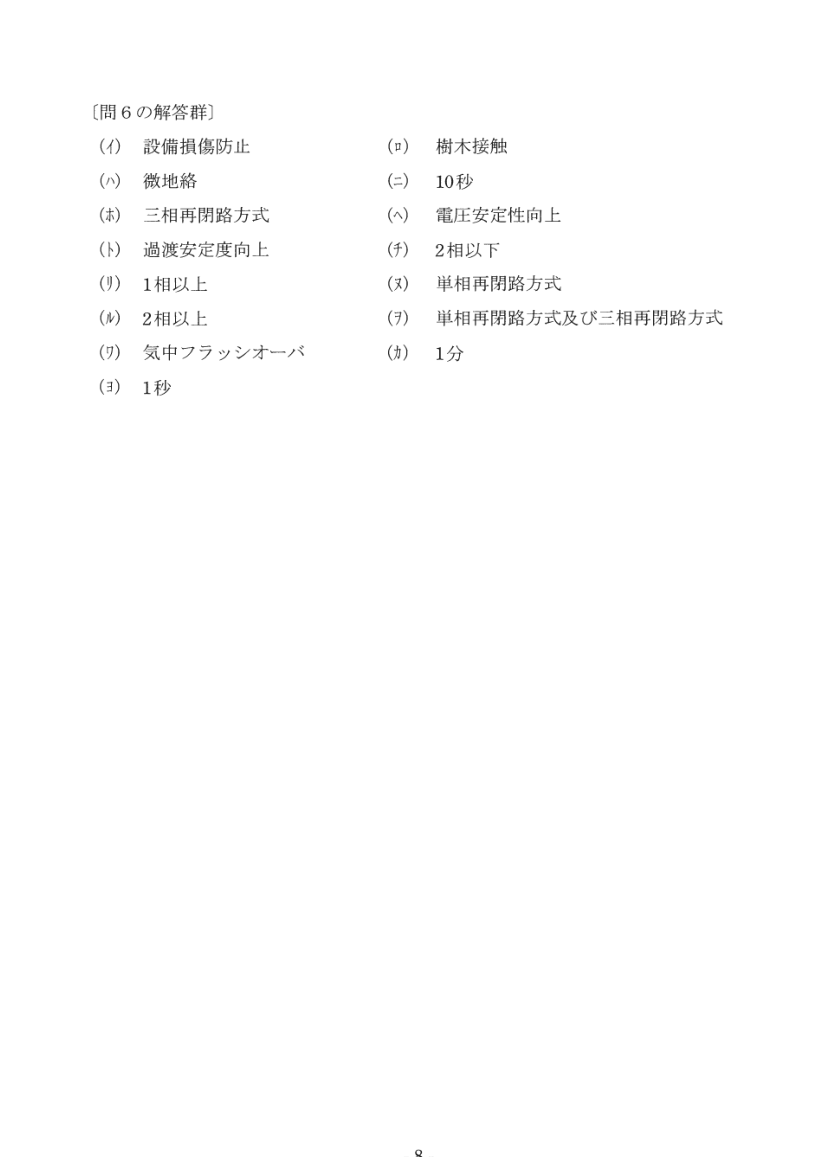 〔問６の解答群〕
(ｲ) 設備損傷防止 (ﾛ) 樹木接触
(ﾊ) 微地絡 (ﾆ) 10秒
(ﾎ) 三相再閉路方式 (ﾍ) 電圧安定性向上
(ﾄ) 過渡安定度向上 (ﾁ) 2相以下
(ﾘ) 1相以上 (ﾇ) 単相再閉路方式
(ﾙ) 2相以上 (ｦ) 単相再閉路方式及び三相再閉路方式
(ﾜ) 気中フラッシオーバ (ｶ) 1分
(ﾖ) 1秒
- 8 -